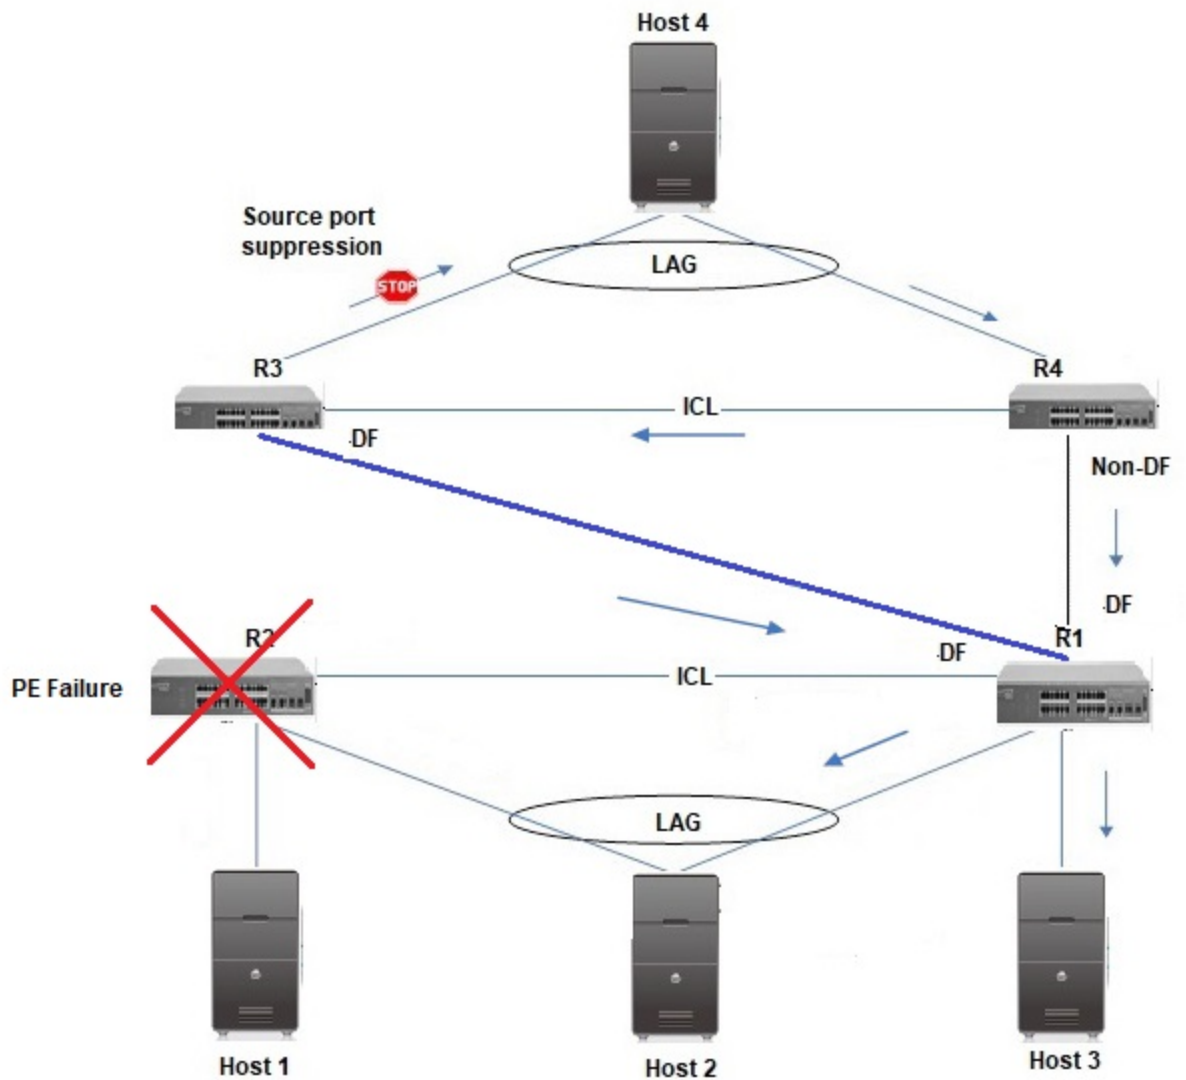 Host 4
Source port
suppression
STOP
LAG
R3
R4
ICL
.DF
Non-DF
.DF
R2
R1
.DF
PE Failure
ICL
LAG
Host 1
Host 2
Host 3